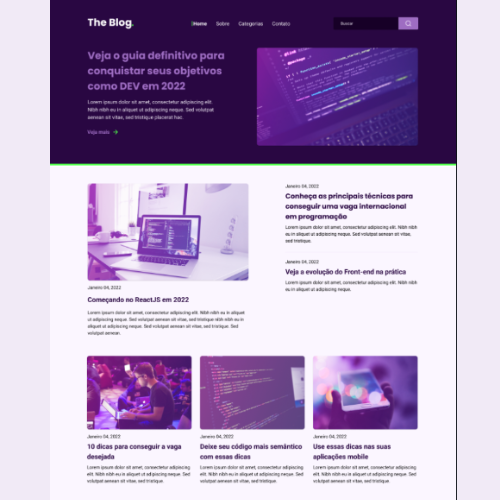 The Blog.
Home Sobre Categorias Contato
Buscar
Veja o guia definitivo para
conquistar seus objetivos
como DEV em 2022
Lorem ipsum dolor sit amet, consectetur adipiscing elit.
Nibh nibh eu in aliquet ut adipiscing neque. Sed volutpat
aenean sit vitae, sed tristique placerat hac.
Veja mais
Janeiro 04, 2022
Começando no ReactJS em 2022
Lorem ipsum dolor sit amet, consectetur adipiscing elit. Nibh nibh eu in aliquet
ut adipiscing neque. Sed volutpat aenean sit vitae, sed tristique. Nibh nibh eu in
aliquet ut adipiscing neque. Sed volutpat aenean sit vitae, sed tristique. Sed
volutpat aenean.
Janeiro 04, 2022
Conheça as principais técnicas para
conseguir uma vaga internacional
em programação
Lorem ipsum dolor sit amet, consectetur adipiscing elit. Nibh nibh
eu in aliquet ut adipiscing neque. Sed volutpat aenean sit vitae,
sed tristique.
Janeiro 04, 2022
Veja a evolução do Front-end na prática
Lorem ipsum dolor sit amet, consectetur adipiscing elit. Nibh nibh
eu in aliquet ut adipiscing neque.
Janeiro 04, 2022
10 dicas para conseguir a vaga
desejada
Lorem ipsum dolor sit amet, consectetur adipiscing
elit. Nibh nibh eu in aliquet ut adipiscing neque. Sed
volutpat aenean sit vitae, sed tristique.
Janeiro 04, 2022
Deixe seu código mais semântico
com essas dicas
Lorem ipsum dolor sit amet, consectetur adipiscing
elit. Nibh nibh eu in aliquet ut adipiscing neque. Sed
volutpat aenean sit vitae, sed tristique.
Janeiro 04, 2022
Use essas dicas nas suas
aplicações mobile
Lorem ipsum dolor sit amet, consectetur adipiscing
elit. Nibh nibh eu in aliquet ut adipiscing neque. Sed
volutpat aenean sit vitae, sed tristique.